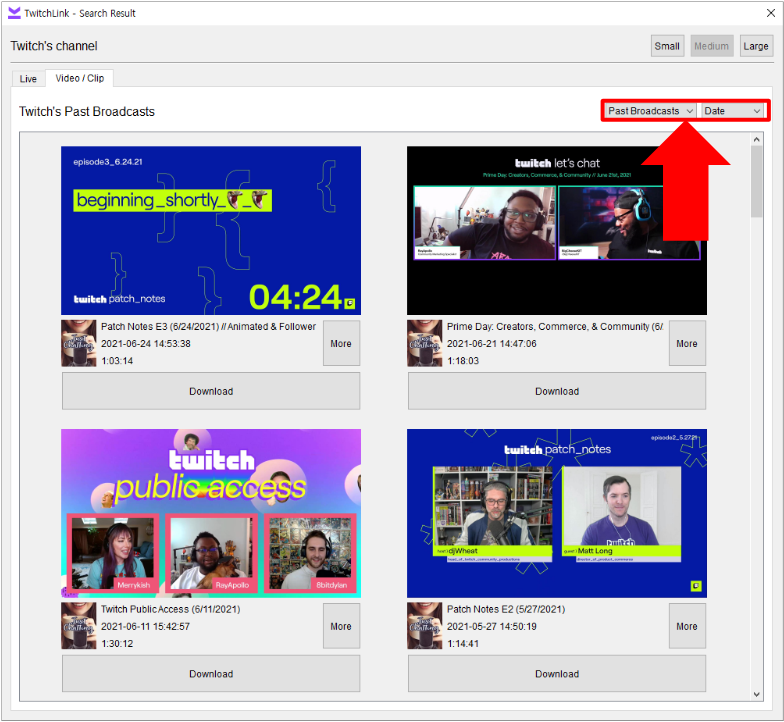 TwitchLink - Search Result
Twitch's channel
Small
Medium
Large
Live
Video / Clip
Twitch's Past Broadcasts
Past Broadcasts
Date
episode3_6.24.21
beginning_shortly_ _
twitch patch_notes
04:24
twitch let's chat
Prime Day: Creators, Commerce, & Community // June 21st, 2021
Patch Notes E3 (6/24/2021) // Animated & Follower
2021-06-24 14:53:38
1:03:14
More
Download
Prime Day: Creators, Commerce, & Community (6/
2021-06-21 14:47:06
1:18:03
More
Download
twitch
public access
Merrykish
RayApollo
8bitdylan
episode2_5.27.21
twitch patch_notes
host: djWheat
head_of_twitch_community_productions
guest: Matt Long
director_of_product_community
Twitch Public Access (6/11/2021)
2021-06-11 15:42:57
1:30:12
More
Download
Patch Notes E2 (5/27/2021)
2021-05-27 14:50:19
1:14:41
More
Download